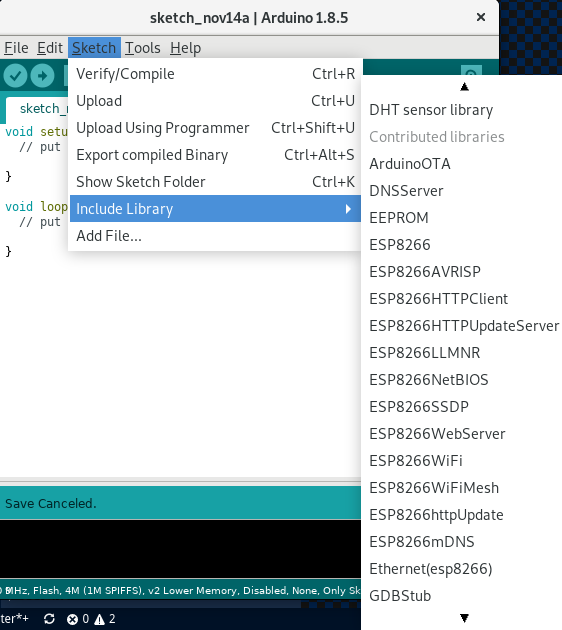 sketch_nov14a | Arduino 1.8.5
File Edit Sketch Tools Help
Verify/Compile Ctrl+R
Upload Ctrl+U
Upload Using Programmer Ctrl+Shift+U
Export compiled Binary Ctrl+Alt+S
Show Sketch Folder Ctrl+K
Include Library
Add File...
DHT sensor library
Contributed libraries
ArduinoOTA
DNSServer
EEPROM
ESP8266
ESP8266AVRISP
ESP8266HTTPClient
ESP8266HTTPUpdateServer
ESP8266LLMNR
ESP8266NetBIOS
ESP8266SSDP
ESP8266WebServer
ESP8266WiFi
ESP8266WiFiMesh
ESP8266httpUpdate
ESP8266mDNS
Ethernet(esp8266)
GDBStub
sketch_n
void setu
// put
}
void loop
// put
}
Save Canceled.
MHz, Flash, 4M (1M SPIFFS), v2 Lower Memory, Disabled, None, Only Sk
ter*+ 0 2